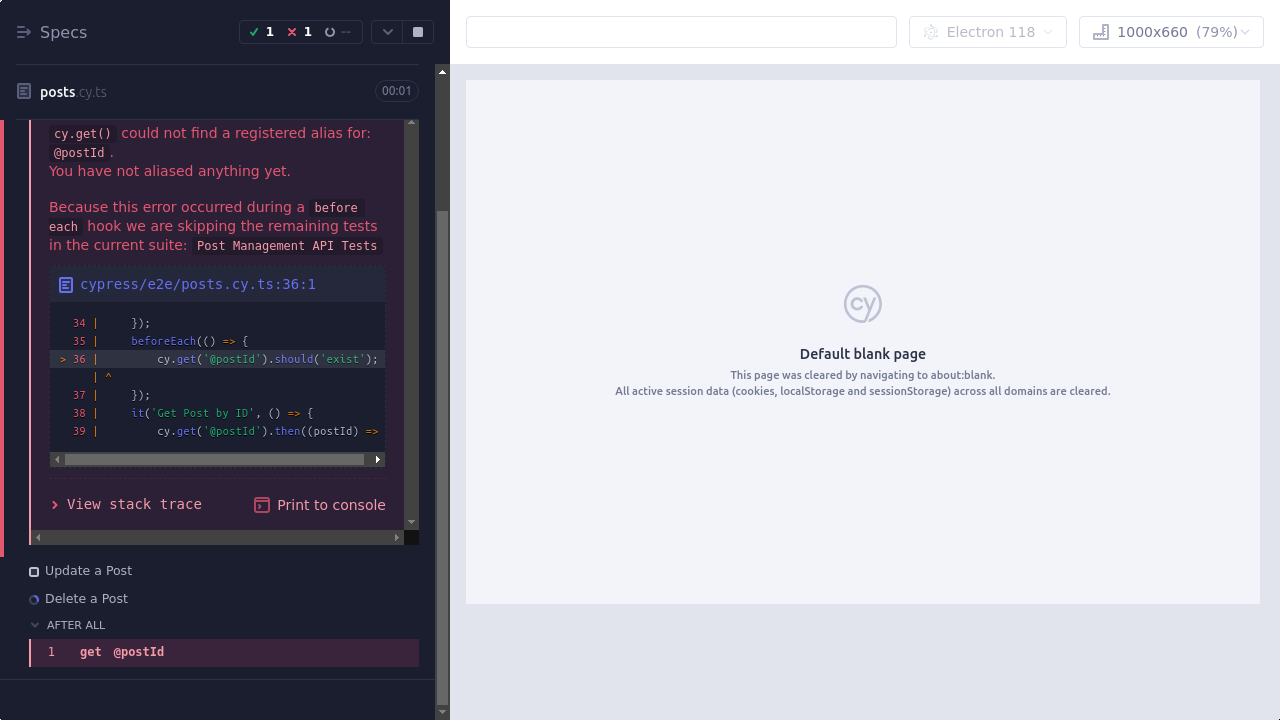 Specs
1
1
--
Electron 118
1000x660 (79%)
posts.cy.ts
00:01
cy.get() could not find a registered alias for:
@postId .
You have not aliased anything yet.
Because this error occurred during a before
each hook we are skipping the remaining tests
in the current suite: Post Management API Tests
cypress/e2e/posts.cy.ts:36:1
34 | });
35 | beforeEach(() => {
> 36 | cy.get('@postId').should('exist');
| ^
37 | });
38 | it('Get Post by ID', () => {
39 | cy.get('@postId').then((postId) =>
View stack trace
Print to console
Update a Post
Delete a Post
AFTER ALL
1 get @postId
cy
Default blank page
This page was cleared by navigating to about:blank.
All active session data (cookies, localStorage and sessionStorage) across all domains are cleared.